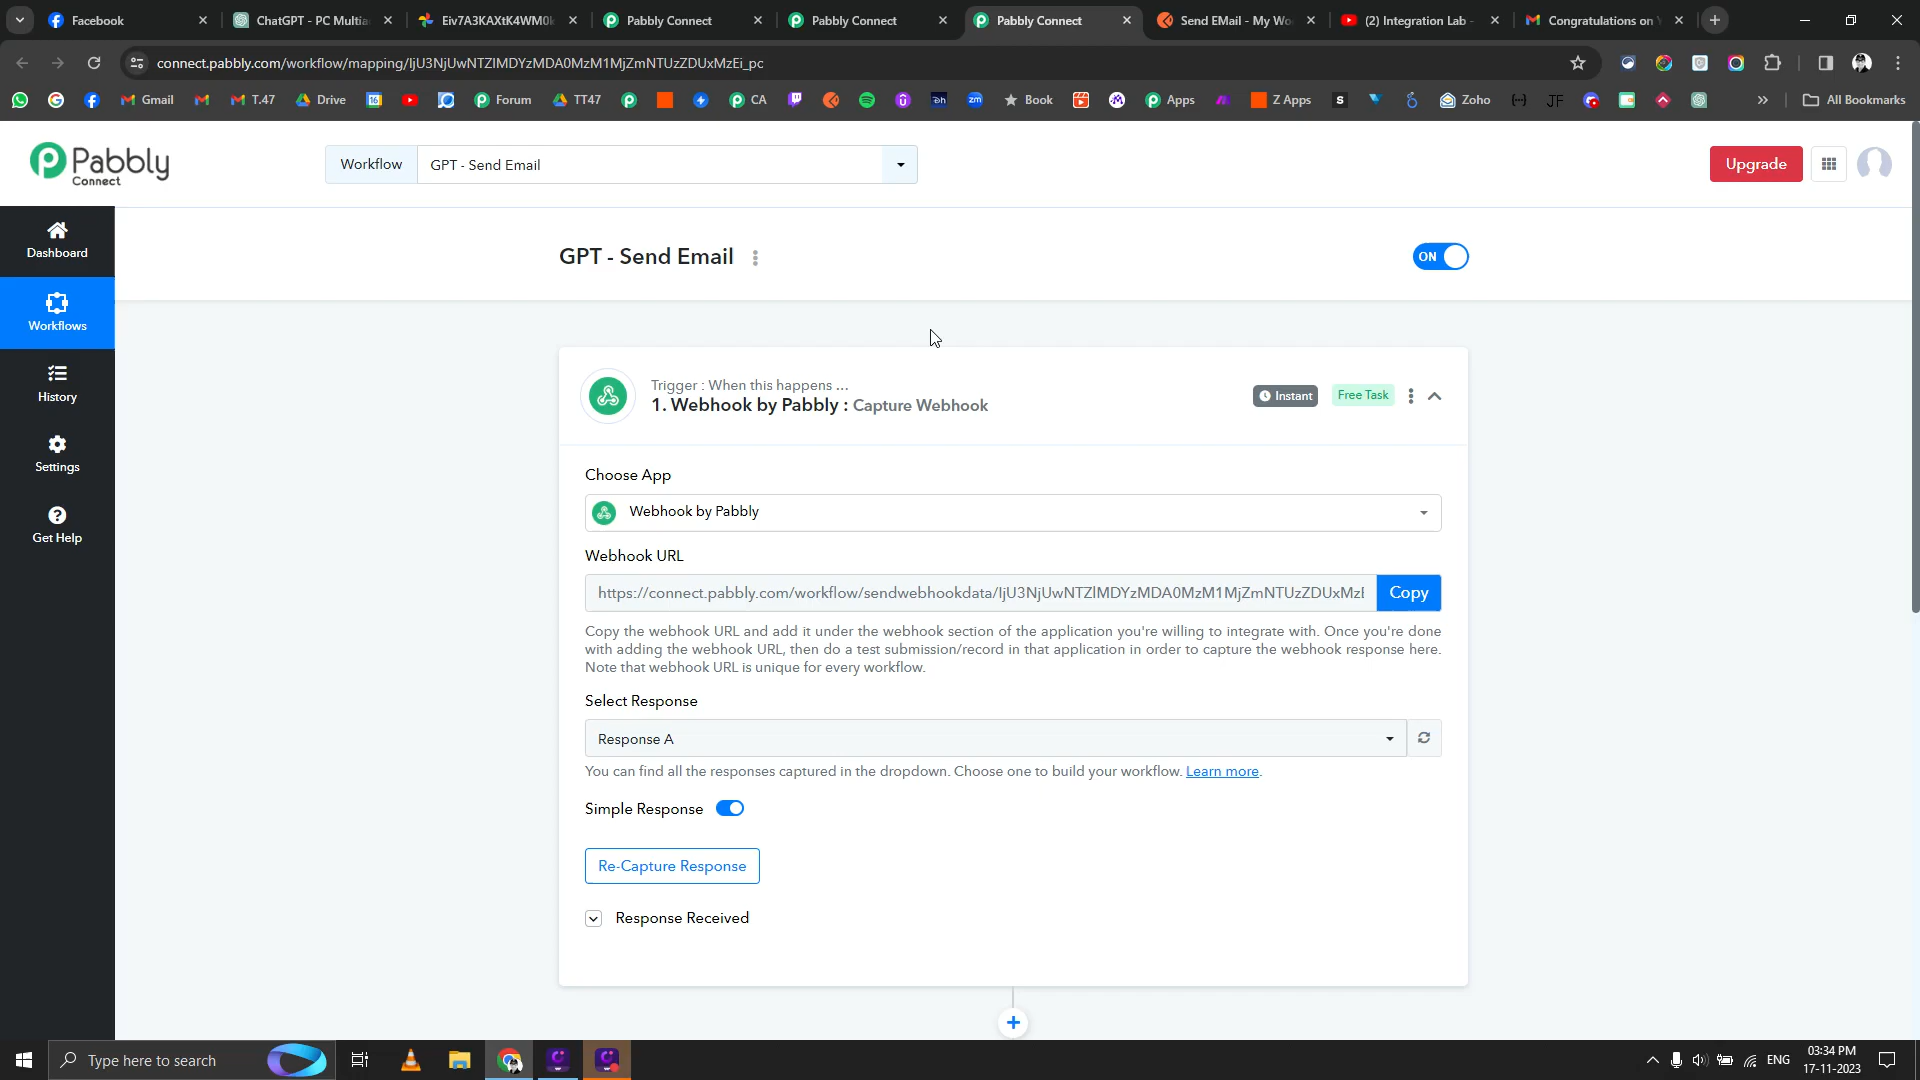 Facebook
ChatGPT - PC Multia
Eiv7A3KAXtK4WM0k
Pabbly Connect
Pabbly Connect
Pabbly Connect
Send EMail - My Wo
(2) Integration Lab -
Congratulations on Y
connect.pabbly.com/workflow/mapping/IjU3NjUwNTZlMDYzMDA0MzM1MjZmNTUzZDUxMzEi_pc
Gmail
T.47
Drive
Forum
TT47
CA
Book
Apps
Z Apps
Zoho
All Bookmarks
Pabbly
Connect
Workflow
GPT - Send Email
Upgrade
Dashboard
Workflows
History
Settings
Get Help
GPT - Send Email
ON
Trigger : When this happens ...
1. Webhook by Pabbly : Capture Webhook
Instant
Free Task
Choose App
Webhook by Pabbly
Webhook URL
https://connect.pabbly.com/workflow/sendwebhookdata/IjU3NjUwNTZlMDYzMDA0MzM1MjZmNTUzZDUxMzE
Copy
Copy the webhook URL and add it under the webhook section of the application you're willing to integrate with. Once you're done
with adding the webhook URL, then do a test submission/record in that application in order to capture the webhook response here.
Note that webhook URL is unique for every workflow.
Select Response
Response A
You can find all the responses captured in the dropdown. Choose one to build your workflow. Learn more.
Simple Response
Re-Capture Response
Response Received
Type here to search
ENG
03:34 PM
17-11-2023